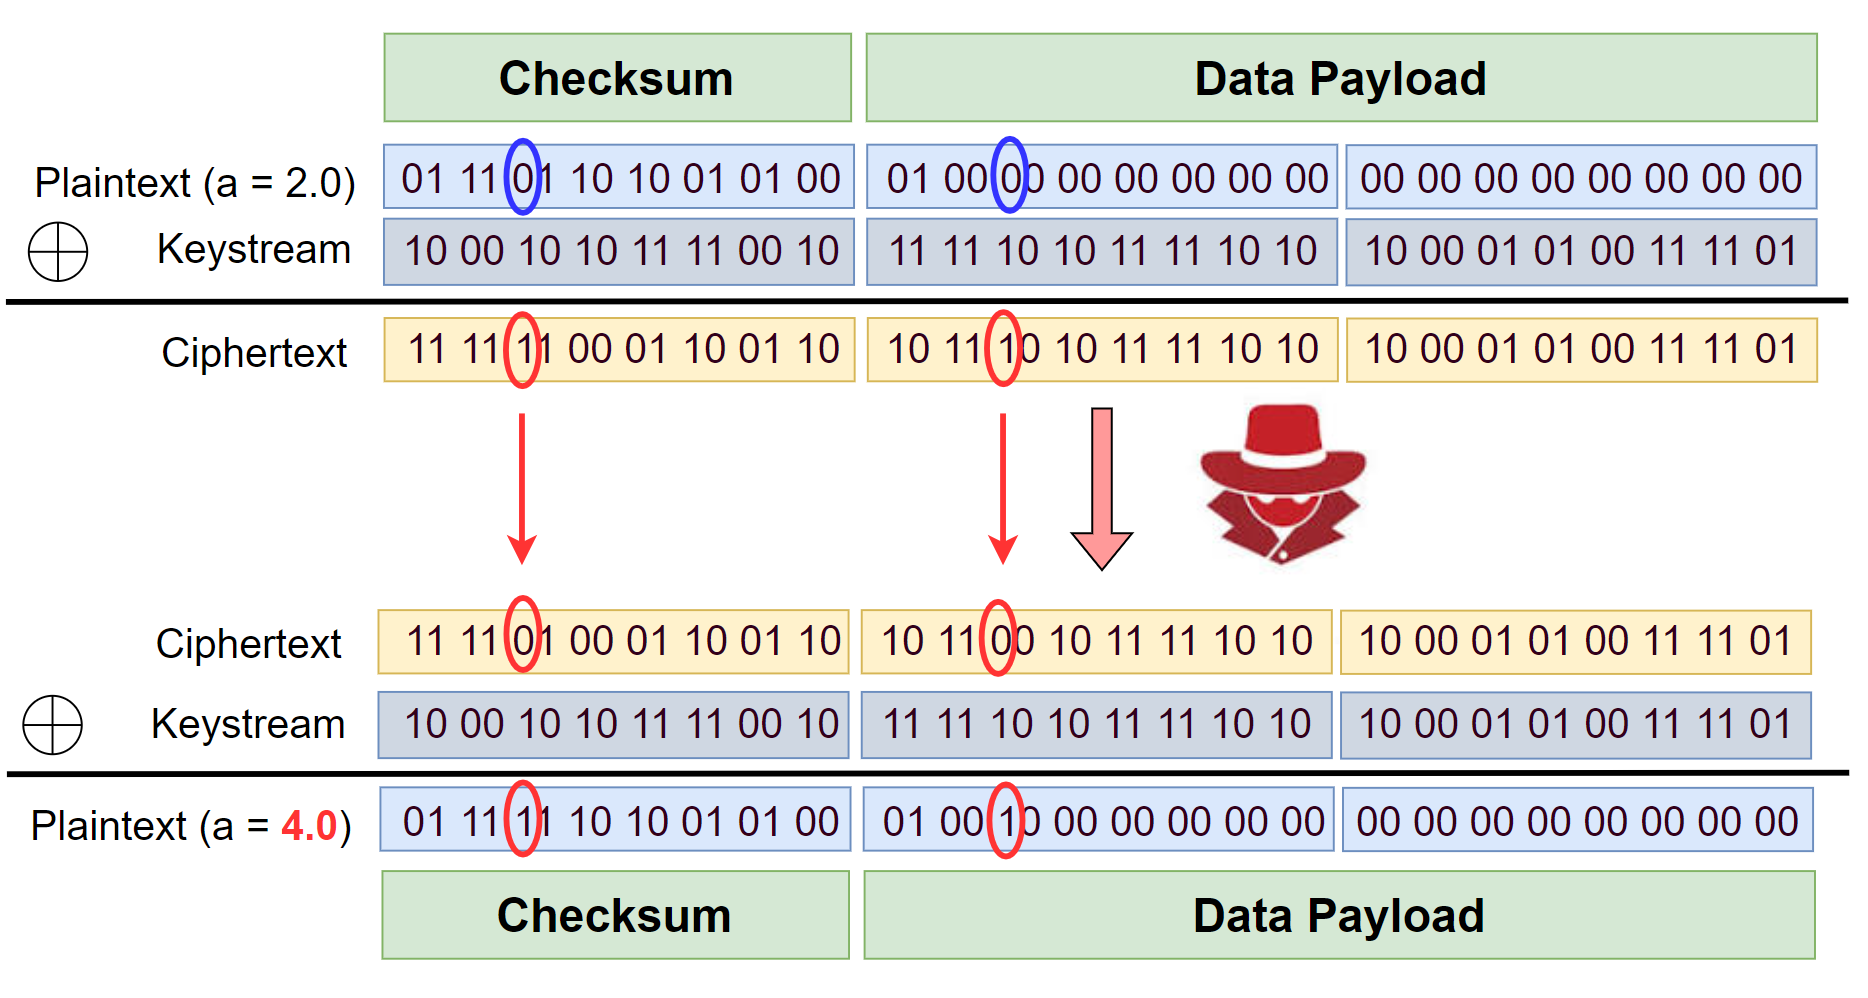 Checksum Data Payload
Plaintext (a = 2.0) 01 11 01 10 10 01 01 00 01 00 00 00 00 00 00 00 00 00 00 00 00 00 00 00
Keystream 10 00 10 10 11 11 00 10 11 11 10 10 11 11 10 10 10 00 01 01 00 11 11 01
Ciphertext 11 11 11 00 01 10 01 10 10 11 10 10 11 11 10 10 10 00 01 01 00 11 11 01
Ciphertext 11 11 01 00 01 10 01 10 10 11 00 10 11 11 10 10 10 00 01 01 00 11 11 01
Keystream 10 00 10 10 11 11 00 10 11 11 10 10 11 11 10 10 10 00 01 01 00 11 11 01
Plaintext (a = 4.0) 01 11 11 10 10 01 01 00 01 00 10 00 00 00 00 00 00 00 00 00 00 00 00 00
Checksum Data Payload